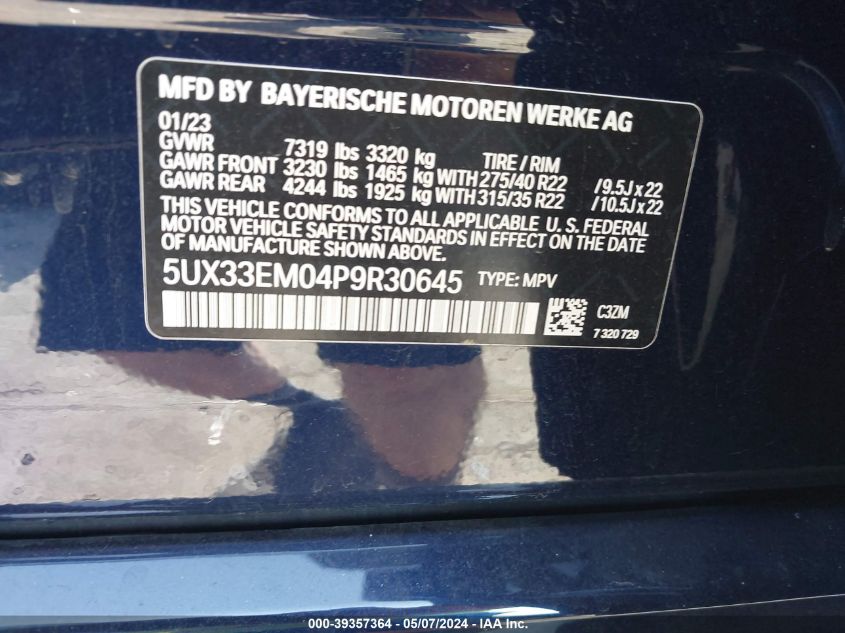 MFD BY BAYERISCHE MOTOREN WERKE AG
01/23
GVWR 7319 lbs 3320 kg TIRE / RIM
GAWR FRONT 3230 lbs 1465 kg WITH 275/40 R22 / 9.5J x 22
GAWR REAR 4244 lbs 1925 kg WITH 315/35 R22 / 10.5J x 22
THIS VEHICLE CONFORMS TO ALL APPLICABLE U. S. FEDERAL
MOTOR VEHICLE SAFETY STANDARDS IN EFFECT ON THE DATE
OF MANUFACTURE SHOWN ABOVE.
5UX33EM04P9R30645 TYPE: MPV
C3ZM
7 320 729
000-39357364 - 05/07/2024 - IAA, Inc.